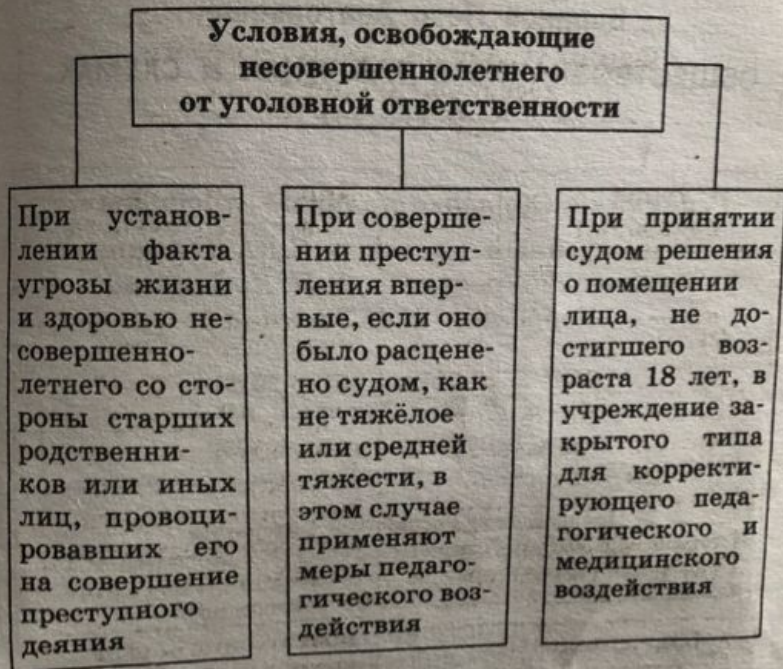 Условия, освобождающие
несовершеннолетнего
от уголовной ответственности
При установ-
лении факта
угрозы жизни
и здоровью не-
совершенно-
летнего со сто-
роны старших
родственни-
ков или иных
лиц, провоци-
ровавших его
на совершение
преступного
деяния
При соверше-
нии преступ-
ления впер-
вые, если оно
было расцене-
но судом, как
не тяжёлое
или средней
тяжести, в
этом случае
применяют
меры педаго-
гического воз-
действия
При принятии
судом решения
о помещении
лица, не до-
стигшего воз-
раста 18 лет, в
учреждение за-
крытого типа
для корректи-
рующего педа-
гогического и
медицинского
воздействия